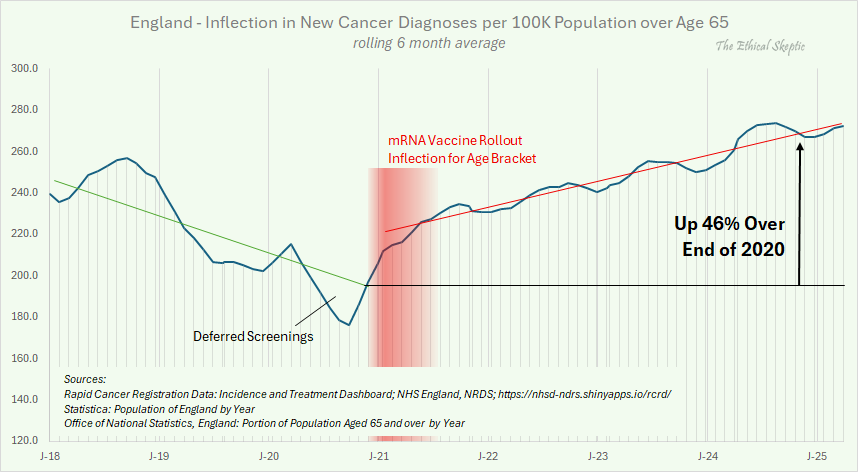 England - Inflection in New Cancer Diagnoses per 100K Population over Age 65
rolling 6 month average
The Ethical Skeptic
300.0
280.0
260.0
240.0
220.0
200.0
180.0
160.0
140.0
120.0
mRNA Vaccine Rollout
Inflection for Age Bracket
Up 46% Over
End of 2020
Deferred Screenings
Sources:
Rapid Cancer Registration Data: Incidence and Treatment Dashboard; NHS England, NRDS; https://nhsd-ndrs.shinyapps.io/rcrd/
Statistica: Population of England by Year
Office of National Statistics, England: Portion of Population Aged 65 and over by Year
J-18 J-19 J-20 J-21 J-22 J-23 J-24 J-25